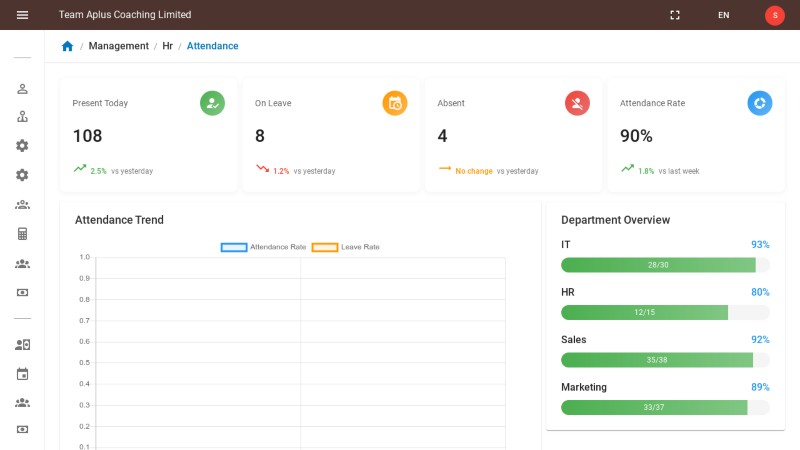 Team Aplus Coaching Limited
EN
S
/ Management / Hr / Attendance
Present Today
108
2.5% vs yesterday
On Leave
8
1.2% vs yesterday
Absent
4
No change vs yesterday
Attendance Rate
90%
1.8% vs last week
Attendance Trend
Attendance Rate Leave Rate
1.0
0.9
0.8
0.7
0.6
0.5
0.4
0.3
0.2
0.1
Department Overview
IT 93%
28/30
HR 80%
12/15
Sales 92%
35/38
Marketing 89%
33/37